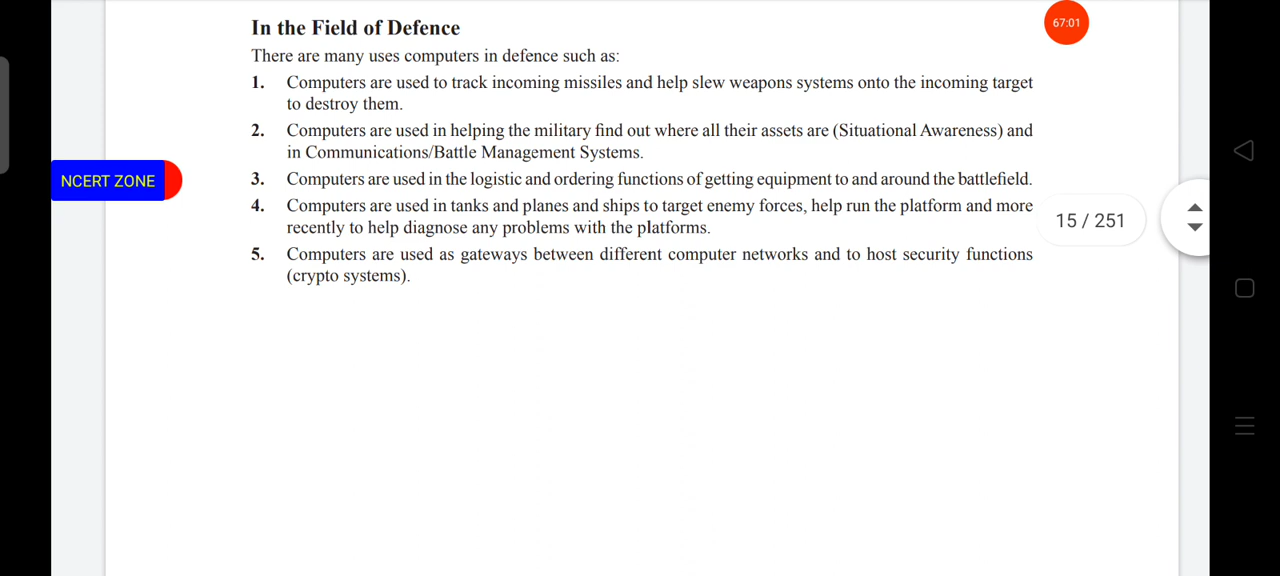 In the Field of Defence
67:01
There are many uses computers in defence such as:
1. Computers are used to track incoming missiles and help slew weapons systems onto the incoming target
to destroy them.
2. Computers are used in helping the military find out where all their assets are (Situational Awareness) and
in Communications/Battle Management Systems.
NCERT ZONE
3. Computers are used in the logistic and ordering functions of getting equipment to and around the battlefield.
4. Computers are used in tanks and planes and ships to target enemy forces, help run the platform and more
recently to help diagnose any problems with the platforms.
15 / 251
5. Computers are used as gateways between different computer networks and to host security functions
(crypto systems).